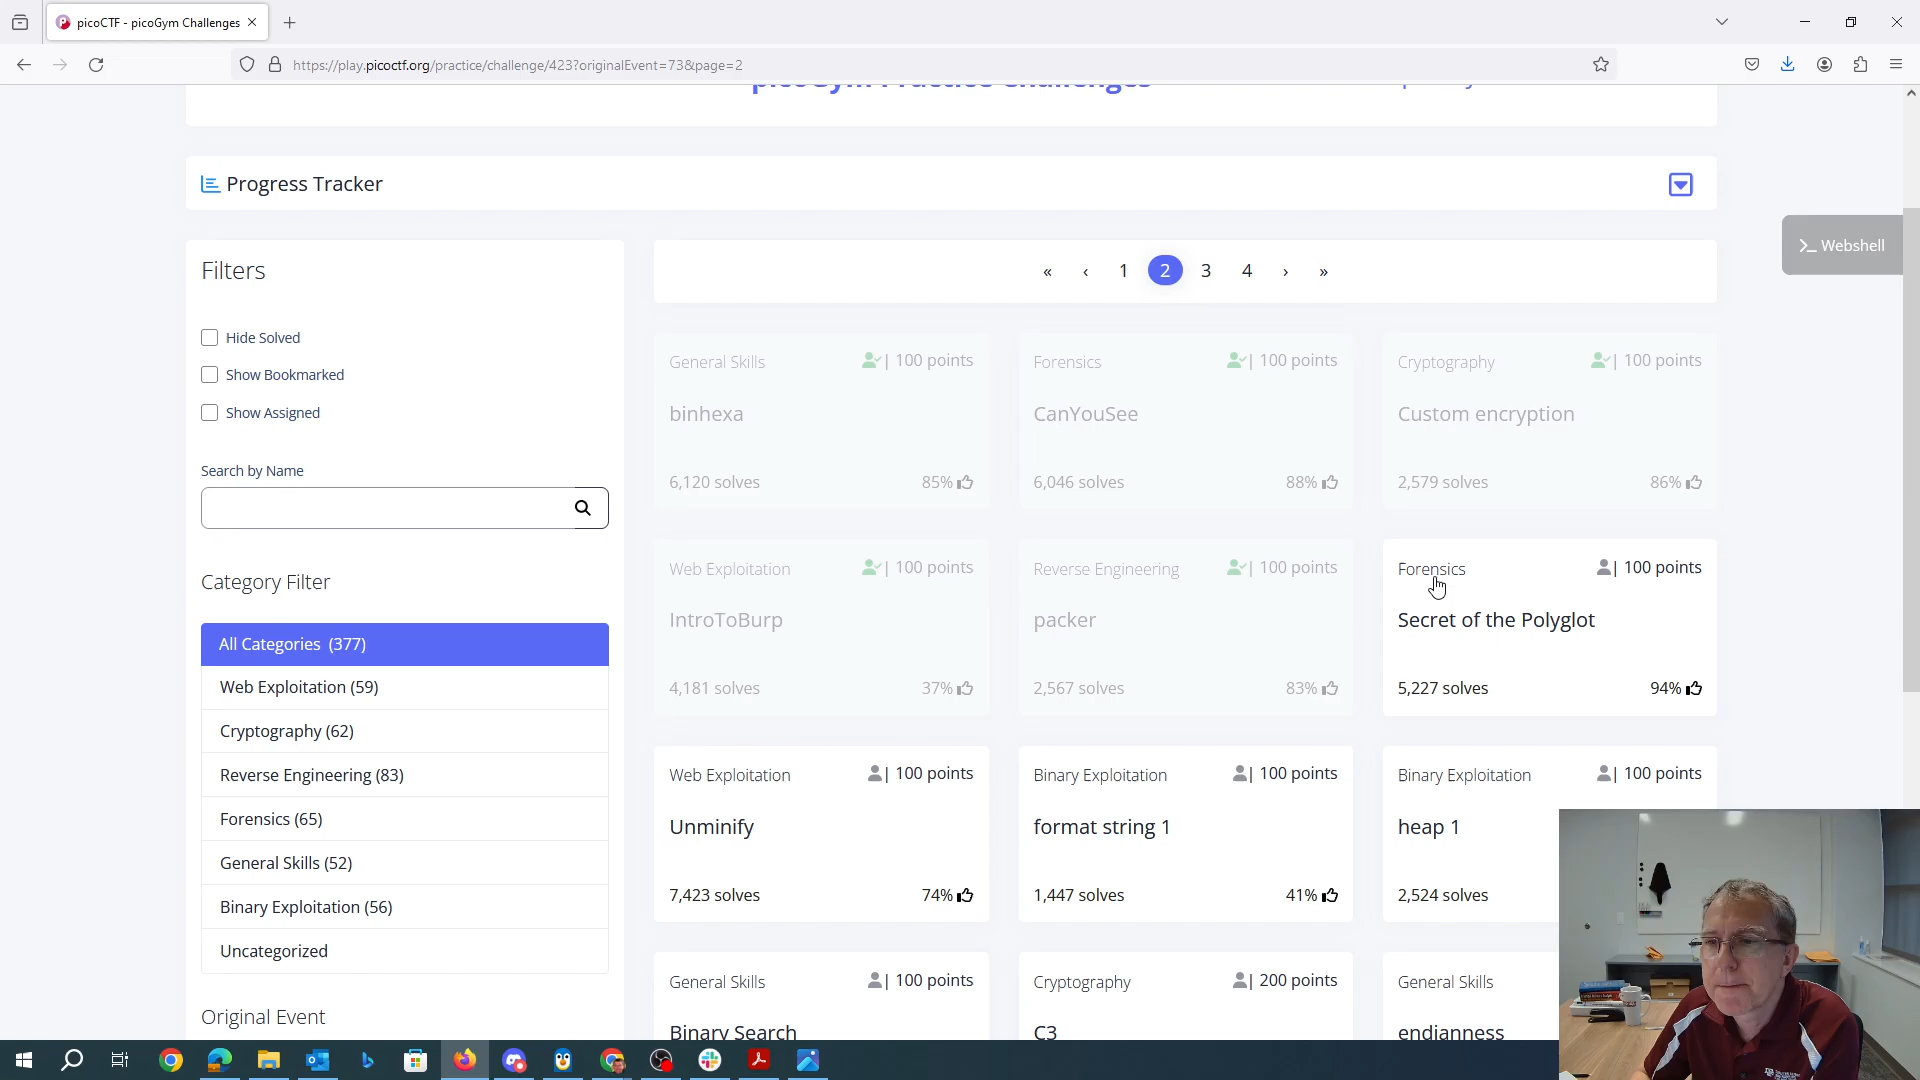 picoCTF - picoGym Challenges
https://play.picoctf.org/practice/challenge/423?originalEvent=73&page=2
picoGym Practice Challenges
Progress Tracker
>_ Webshell
Filters
Hide Solved
Show Bookmarked
Show Assigned
Search by Name
Category Filter
All Categories (377)
Web Exploitation (59)
Cryptography (62)
Reverse Engineering (83)
Forensics (65)
General Skills (52)
Binary Exploitation (56)
Uncategorized
Original Event
« ‹ 1 2 3 4 › »
General Skills | 100 points
binhexa
6,120 solves 85%
Forensics | 100 points
CanYouSee
6,046 solves 88%
Cryptography | 100 points
Custom encryption
2,579 solves 86%
Web Exploitation | 100 points
IntroToBurp
4,181 solves 37%
Reverse Engineering | 100 points
packer
2,567 solves 83%
Forensics | 100 points
Secret of the Polyglot
5,227 solves 94%
Web Exploitation | 100 points
Unminify
7,423 solves 74%
Binary Exploitation | 100 points
format string 1
1,447 solves 41%
Binary Exploitation | 100 points
heap 1
2,524 solves
General Skills | 100 points
Binary Search
Cryptography | 200 points
C3
General Skills
endianness